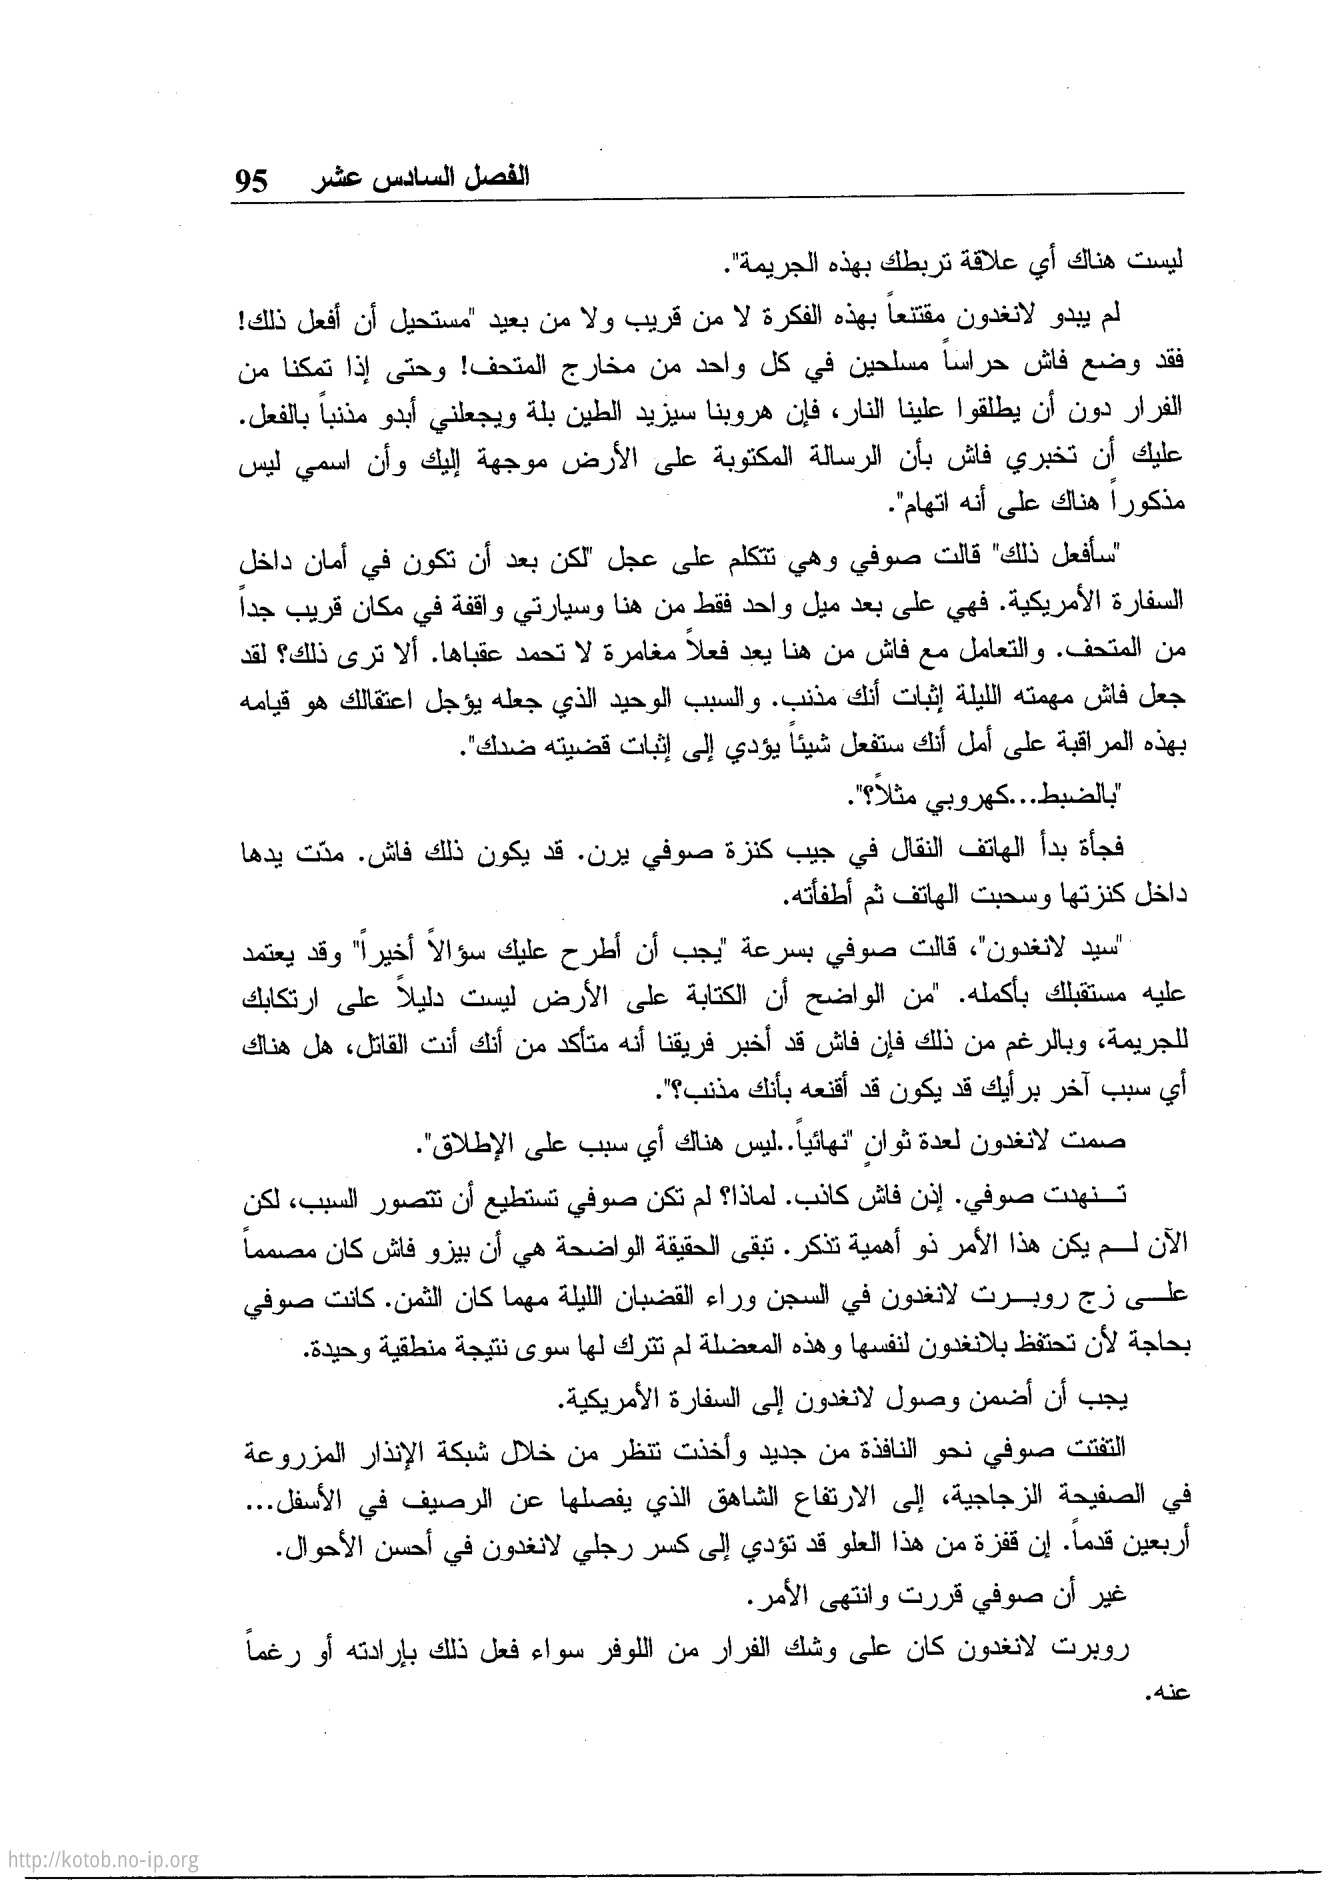 الفصل السادس عشر 95
ليست هناك أي علاقة تربطك بهذه الجريمة".
لم يبدو لانغدون مقتنعاً بهذه الفكرة لا من قريب ولا من بعيد "مستحيل أن أفعل ذلك!
فقد وضع فاش حراساً مسلحين في كل واحد من مخارج المتحف! وحتى إذا تمكنا من
الفرار دون أن يطلقوا علينا النار، فإن هروبنا سيزيد الطين بلة ويجعلني أبدو مذنباً بالفعل.
عليك أن تخبري فاش بأن الرسالة المكتوبة على الأرض موجهة إليك وأن اسمي ليس
مذكوراً هناك على أنه اتهام".
"سأفعل ذلك" قالت صوفي وهي تتكلم على عجل "لكن بعد أن تكون في أمان داخل
السفارة الأمريكية. فهي على بعد ميل واحد فقط من هنا وسيارتي واقفة في مكان قريب جداً
من المتحف. والتعامل مع فاش من هنا يعد فعلاً مغامرة لا تحمد عقباها. ألا ترى ذلك؟ لقد
جعل فاش مهمته الليلة إثبات أنك مذنب. والسبب الوحيد الذي جعله يؤجل اعتقالك هو قيامه
بهذه المراقبة على أمل أنك ستفعل شيئاً يؤدي إلى إثبات قضيته ضدك".
"بالضبط...كهروبي مثلاً؟".
فجأة بدأ الهاتف النقال في جيب كنزة صوفي يرن. قد يكون ذلك فاش. مدّت يدها
داخل كنزتها وسحبت الهاتف ثم أطفأته.
"سيد لانغدون"، قالت صوفي بسرعة "يجب أن أطرح عليك سؤالاً أخيراً" وقد يعتمد
عليه مستقبلك بأكمله. "من الواضح أن الكتابة على الأرض ليست دليلاً على ارتكابك
للجريمة، وبالرغم من ذلك فإن فاش قد أخبر فريقنا أنه متأكد من أنك أنت القاتل، هل هناك
أي سبب آخر برأيك قد يكون قد أقنعه بأنك مذنب؟".
صمت لانغدون لعدة ثوانٍ "نهائياً..ليس هناك أي سبب على الإطلاق".
تنهدت صوفي. إذن فاش كاذب. لماذا؟ لم تكن صوفي تستطيع أن تتصور السبب، لكن
الآن لم يكن هذا الأمر ذو أهمية تذكر. تبقى الحقيقة الواضحة هي أن بيزو فاش كان مصمماً
على زج روبرت لانغدون في السجن وراء القضبان الليلة مهما كان الثمن. كانت صوفي
بحاجة لأن تحتفظ بلانغدون لنفسها وهذه المعضلة لم تترك لها سوى نتيجة منطقية وحيدة.
يجب أن أضمن وصول لانغدون إلى السفارة الأمريكية.
التفتت صوفي نحو النافذة من جديد وأخذت تنظر من خلال شبكة الإنذار المزروعة
في الصفيحة الزجاجية، إلى الارتفاع الشاهق الذي يفصلها عن الرصيف في الأسفل...
أربعين قدماً. إن قفزة من هذا العلو قد تؤدي إلى كسر رجلي لانغدون في أحسن الأحوال.
غير أن صوفي قررت وانتهى الأمر.
روبرت لانغدون كان على وشك الفرار من اللوفر سواء فعل ذلك بإرادته أو رغماً
عنه.
http://kotob.no-ip.org